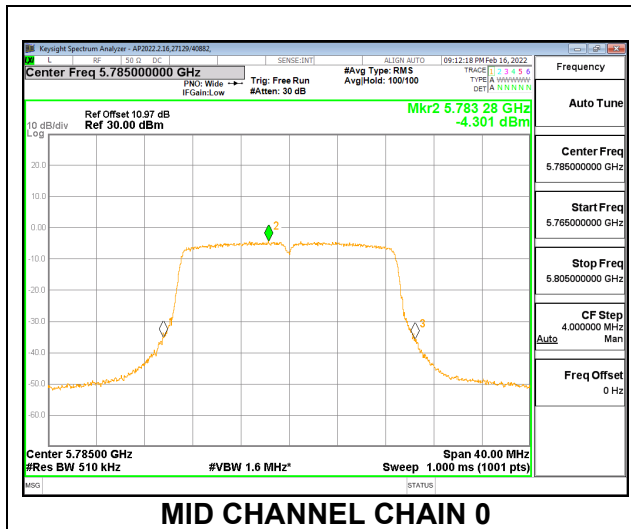 Keysight Spectrum Analyzer - AP2022.2.16,27129/40882,
L RF 50 Ω DC SENSE:INT ALIGN AUTO 09:12:18 PM Feb 16, 2022
Center Freq 5.785000000 GHz
PNO: Wide
IFGain:Low
Trig: Free Run
#Atten: 30 dB
#Avg Type: RMS
Avg|Hold: 100/100
TRACE 1 2 3 4 5 6
TYPE A WWWWW
DET A N N N N N
Frequency
Auto Tune
Center Freq
5.785000000 GHz
Start Freq
5.765000000 GHz
Stop Freq
5.805000000 GHz
CF Step
4.000000 MHz
Auto Man
Freq Offset
0 Hz
Ref Offset 10.97 dB
10 dB/div Ref 30.00 dBm
Log
Mkr2 5.783 28 GHz
-4.301 dBm
20.0
10.0
0.00
-10.0
-20.0
-30.0
-40.0
-50.0
-60.0
1
2
3
Center 5.78500 GHz Span 40.00 MHz
#Res BW 510 kHz #VBW 1.6 MHz* Sweep 1.000 ms (1001 pts)
MSG STATUS
MID CHANNEL CHAIN 0